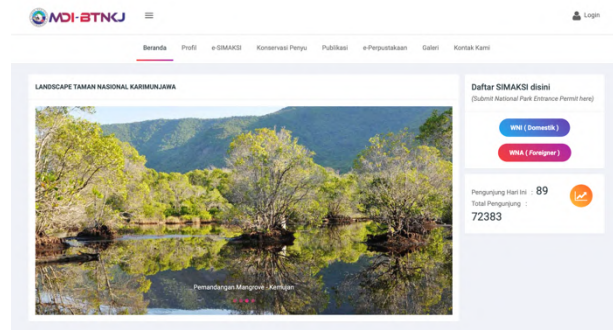 MDI-BTNKJ
Login
Beranda Profil e-SIMAKSI Konservasi Penyu Publikasi e-Perpustakaan Galeri Kontak Kami
LANDSCAPE TAMAN NASIONAL KARIMUNJAWA
Pemandangan Mangrove - Kemujan
Daftar SIMAKSI disini
(Submit National Park Entrance Permit here)
WNI ( Domestik )
WNA ( Foreigner )
Pengunjung Hari Ini : 89
Total Pengunjung :
72383